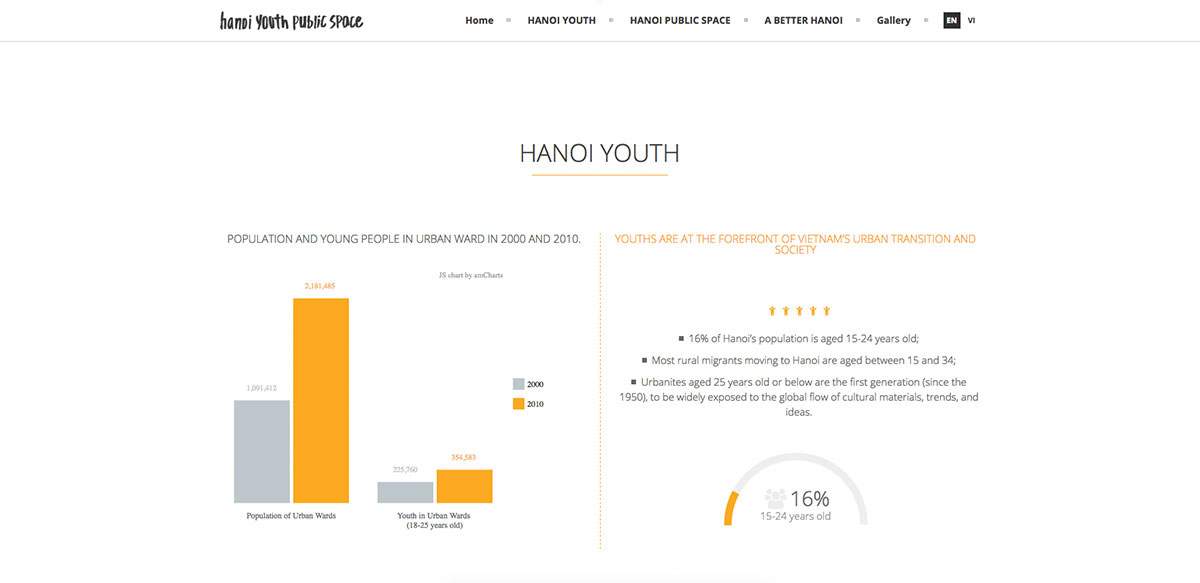 hanoi youth public space
Home HANOI YOUTH HANOI PUBLIC SPACE A BETTER HANOI Gallery EN VI
HANOI YOUTH
POPULATION AND YOUNG PEOPLE IN URBAN WARD IN 2000 AND 2010.
JS chart by amCharts
2,181,485
1,091,412
354,583
225,760
2000
2010
Population of Urban Wards
Youth in Urban Wards
(18-25 years old)
YOUTHS ARE AT THE FOREFRONT OF VIETNAM'S URBAN TRANSITION AND
SOCIETY
16% of Hanoi's population is aged 15-24 years old;
Most rural migrants moving to Hanoi are aged between 15 and 34;
Urbanites aged 25 years old or below are the first generation (since the
1950), to be widely exposed to the global flow of cultural materials, trends, and
ideas.
16%
15-24 years old